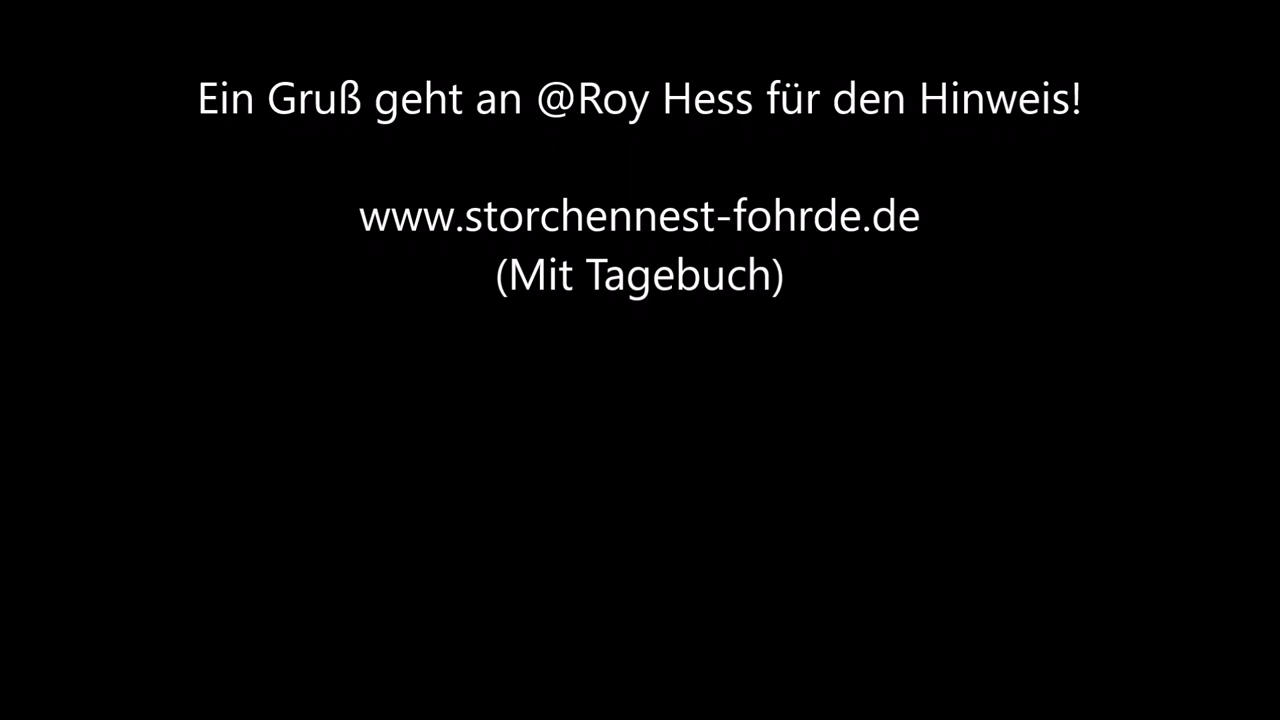 Ein Gruß geht an @Roy Hess für den Hinweis!
www.storchennest-fohrde.de
(Mit Tagebuch)